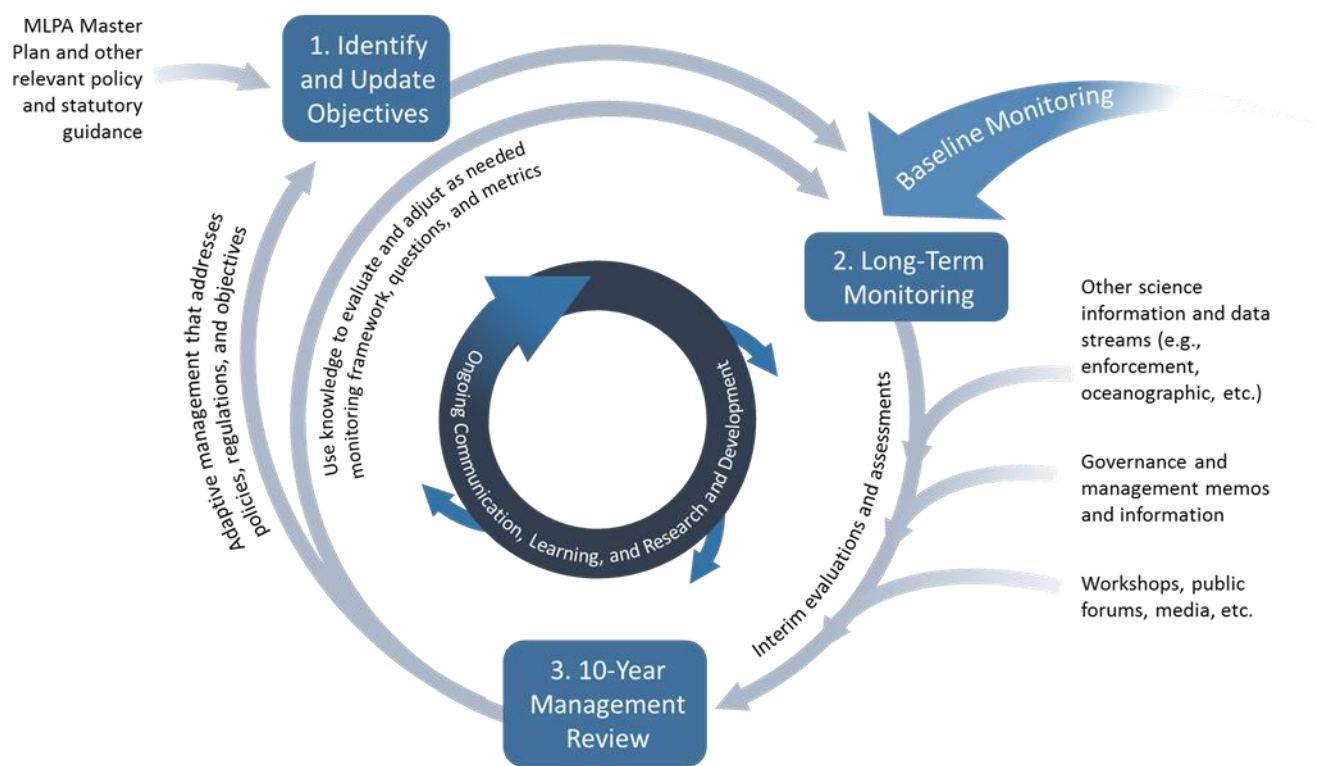 MLPA Master
Plan and other
relevant policy
and statutory
guidance
1. Identify
and Update
Objectives
Baseline Monitoring
2. Long-Term
Monitoring
Other science
information and data
streams (e.g.,
enforcement,
oceanographic, etc.)
Governance and
management memos
and information
Workshops, public
forums, media, etc.
Interim evaluations and assessments
3. 10-Year
Management
Review
Adaptive management that addresses
policies, regulations, and objectives
Use knowledge to evaluate and adjust as needed
monitoring framework, questions, and metrics
Ongoing Communication, Learning, and Research and Development